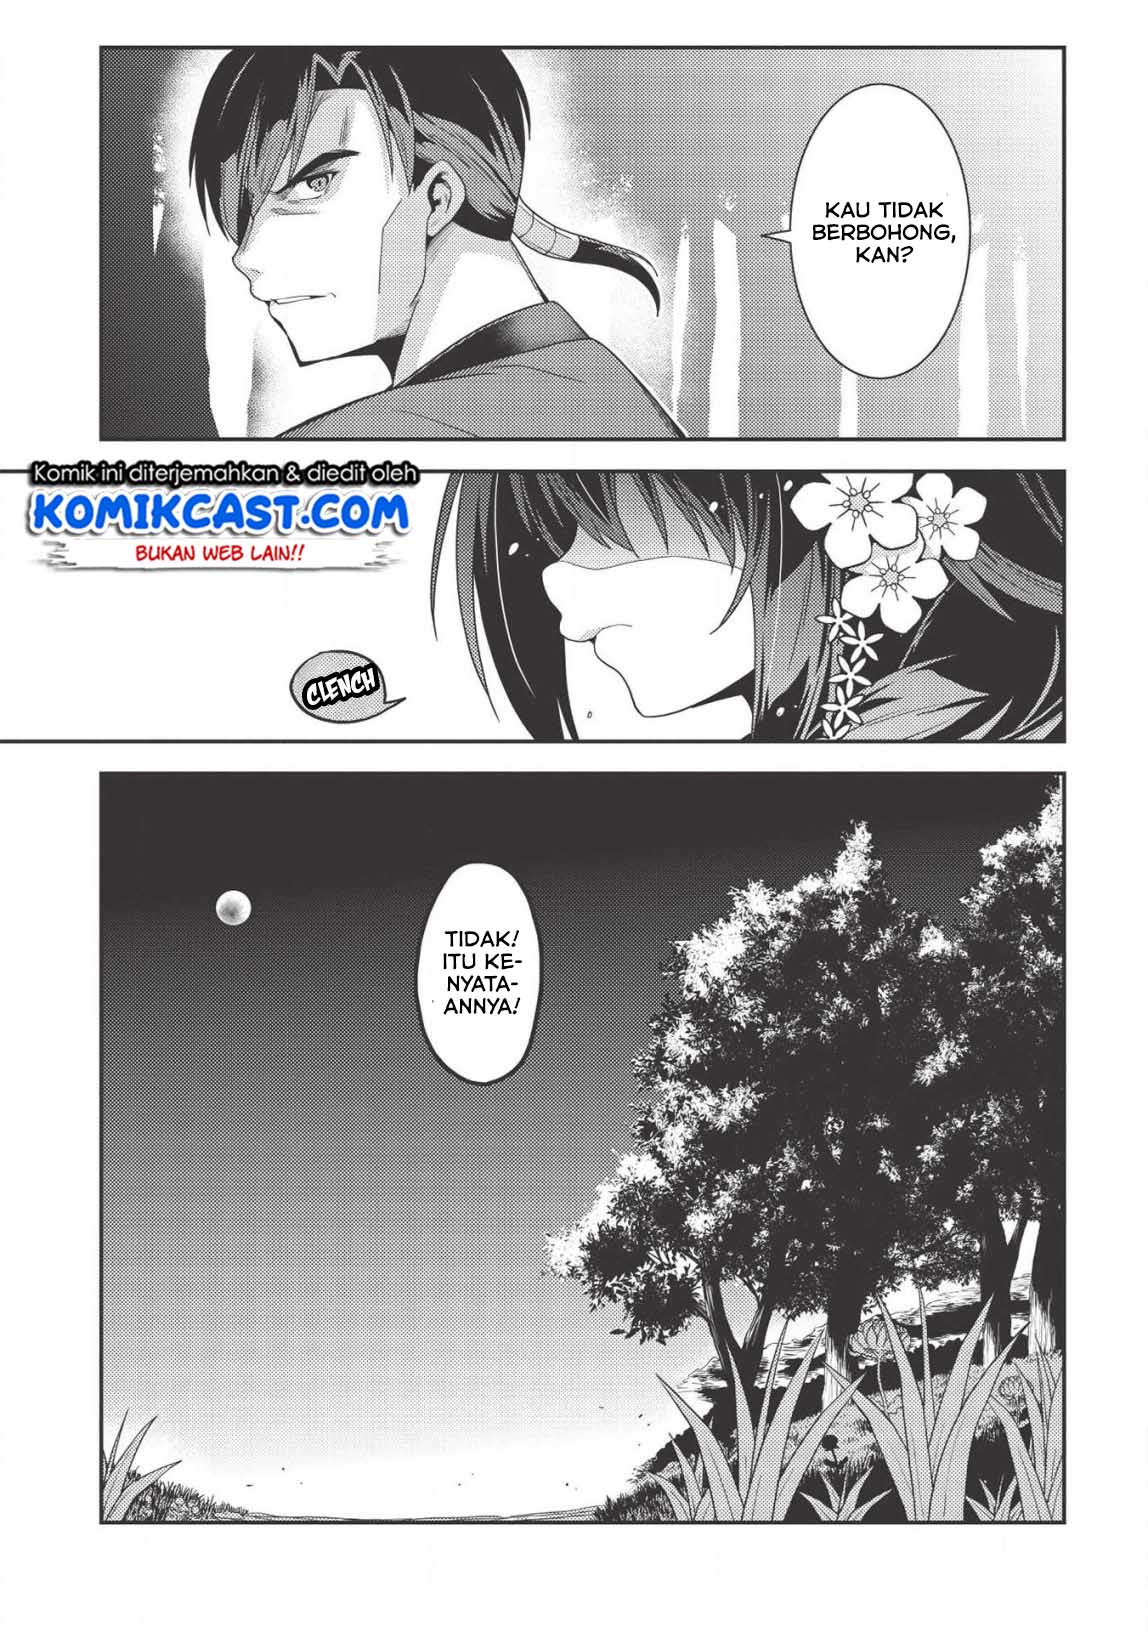 KAU TIDAK
BERBOHONG,
KAN?
Komik ini diterjemahkan & diedit oleh
KOMIKCAST.COM
BUKAN WEB LAIN!!
CLENCH
TIDAK!
ITU KE-
NYATA-
ANNYA!